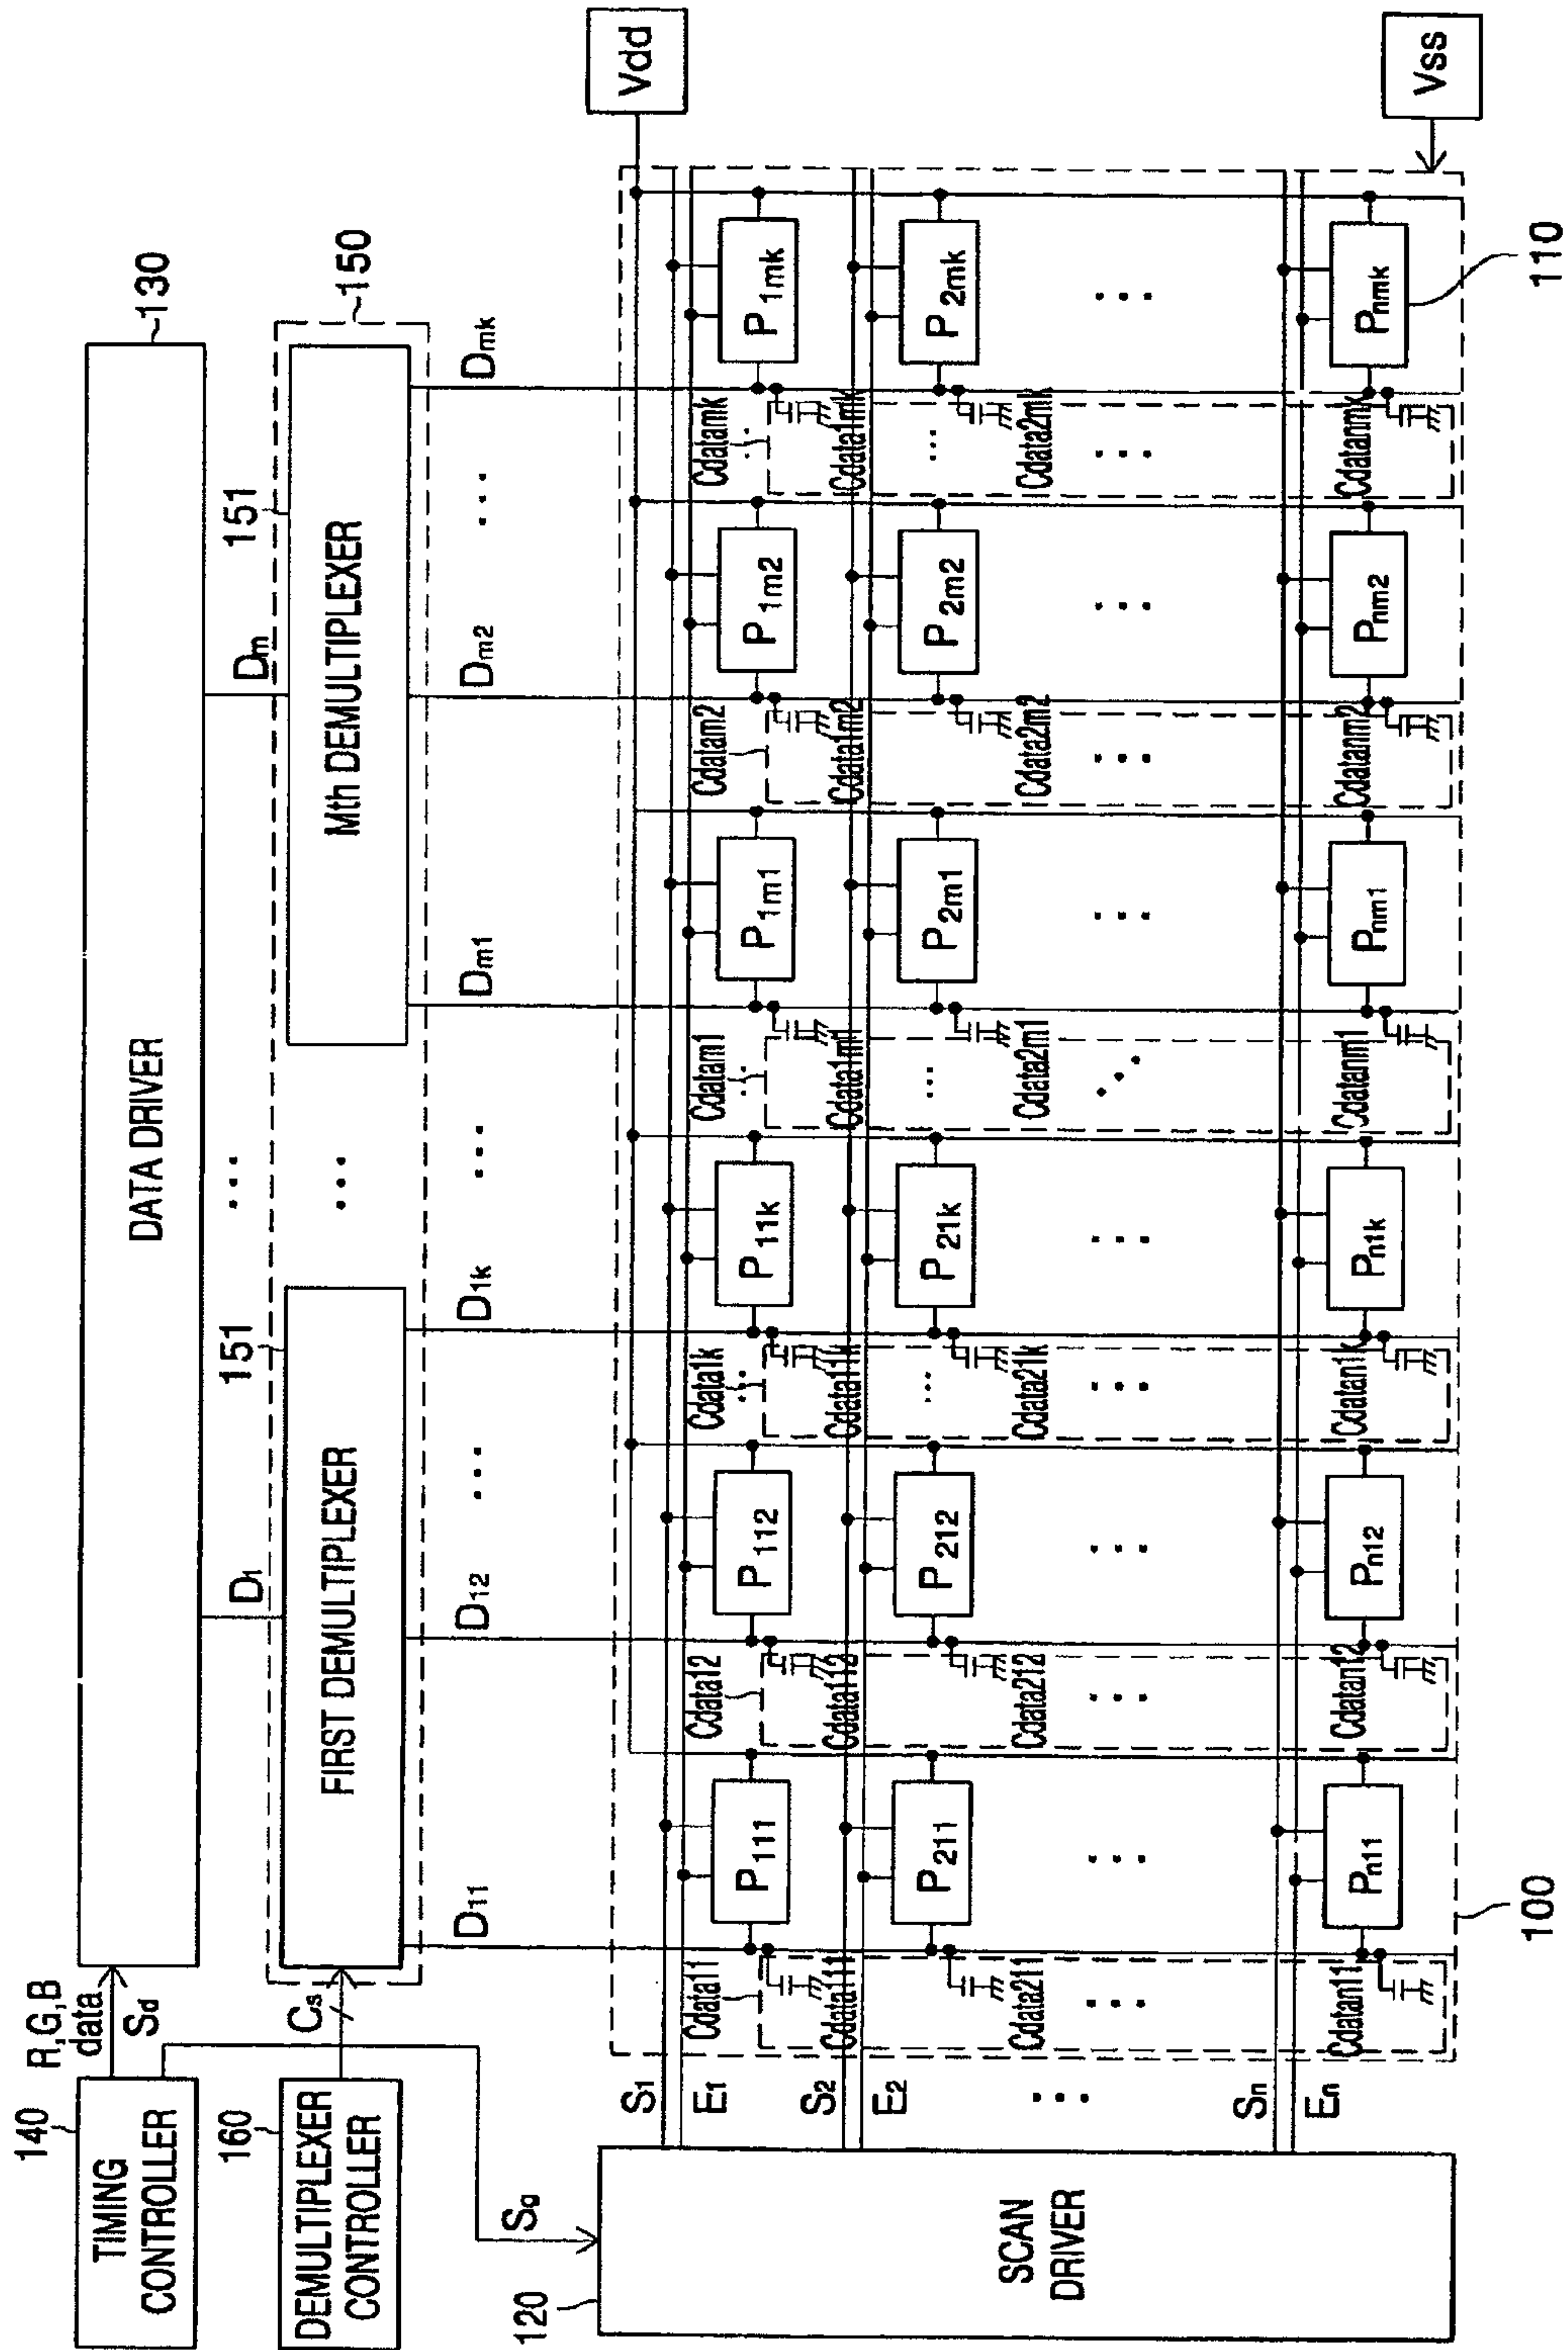 140
TIMING
CONTROLLER
R,G,B
data
Sd
DATA DRIVER
130
160
DEMULTIPLEXER
CONTROLLER
Cs
D1
...
Dm
151
FIRST DEMULTIPLEXER
...
151
Mth DEMULTIPLEXER
150
Sg
D11
D12
...
D1k
...
Dm1
Dm2
...
Dmk
Vdd
120
SCAN
DRIVER
S1
E1
Cdata11
Cdata12
Cdata1k
...
Cdatam1
...
Cdatam2
Cdatamk
...
P111
P112
P11k
P1m1
P1m2
P1mk
Cdata111
Cdata112
Cdata11k
Cdata1m1
Cdata1m2
Cdata1mk
S2
E2
P211
P212
...
P21k
...
P2m1
P2m2
...
P2mk
Cdata211
Cdata212
Cdata21k
Cdata2m1
Cdata2m2
Cdata2mk
...
... ... ... ... ... ... ... ... ... ... ... ...
Sn
En
Cdatan11
Pn11
Cdatan12
Pn12
Cdatan1k
Pn1k
Cdatanm1
Pnm1
Cdatanm2
Pnm2
Cdatanmk
Pnmk
Vss
100
110